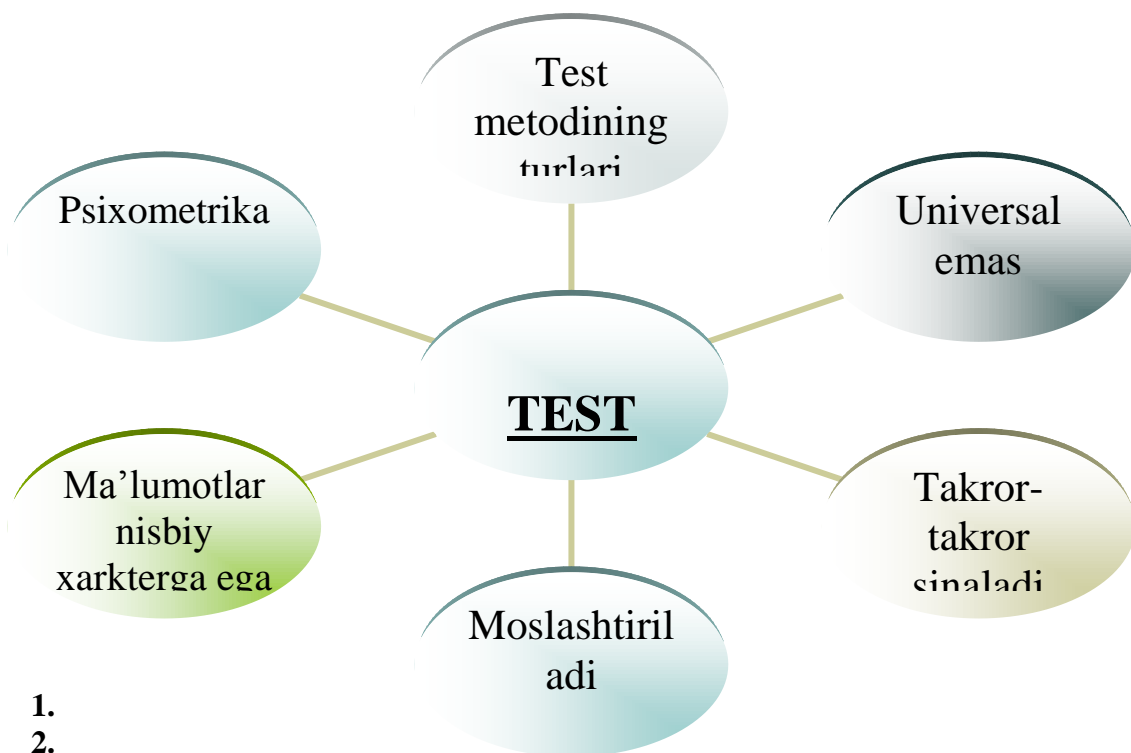 Test
metodining
turlari
Psixometrika
Universal
emas
TEST
Ma’lumotlar
nisbiy
xarkterga ega
Takror-
takror
sinaladi
Moslashtiril
adi
1.
2.